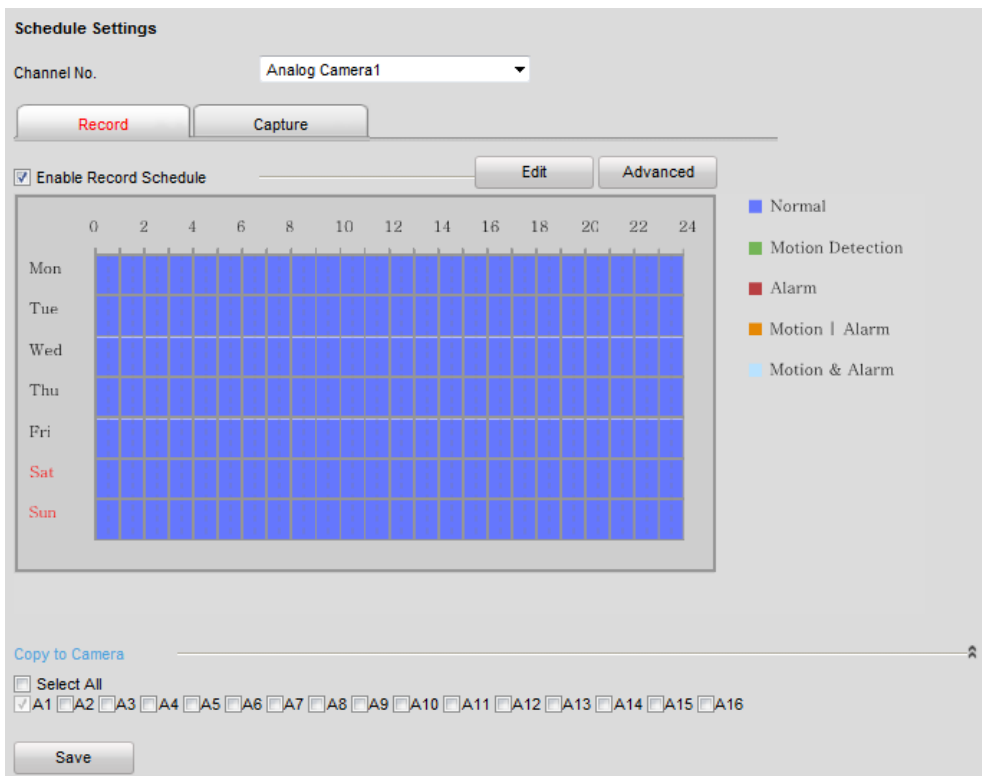 Schedule Settings
Channel No. Analog Camera1
Record Capture
Enable Record Schedule Edit Advanced
0 2 4 6 8 10 12 14 16 18 20 22 24
Mon
Tue
Wed
Thu
Fri
Sat
Sun
Normal
Motion Detection
Alarm
Motion | Alarm
Motion & Alarm
Copy to Camera
Select All
A1 A2 A3 A4 A5 A6 A7 A8 A9 A10 A11 A12 A13 A14 A15 A16
Save